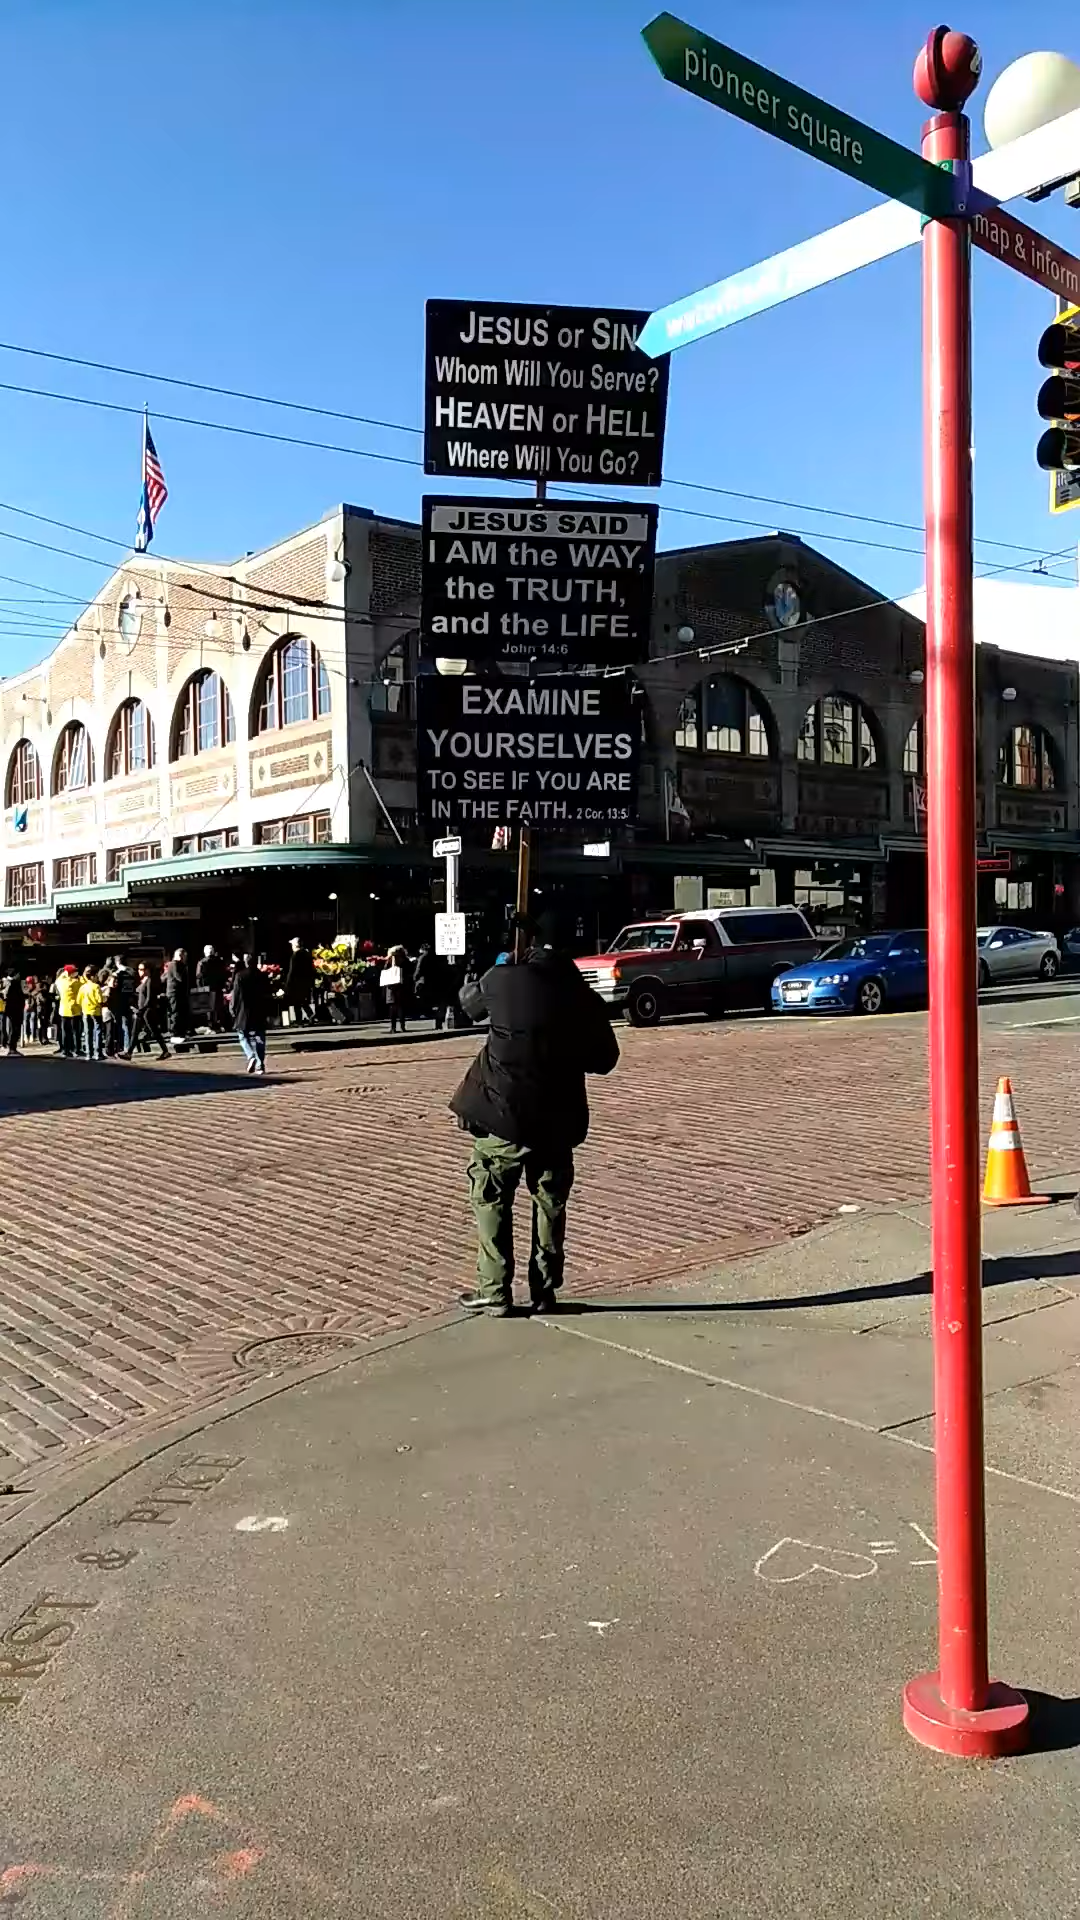 pioneer square
waterfront
map & inform
JESUS or SIN
Whom Will You Serve?
HEAVEN or HELL
Where Will You Go?
JESUS SAID
I AM the WAY,
the TRUTH,
and the LIFE.
John 14:6
EXAMINE
YOURSELVES
TO SEE IF YOU ARE
IN THE FAITH. 2 Cor. 13:5
RST & PIKE